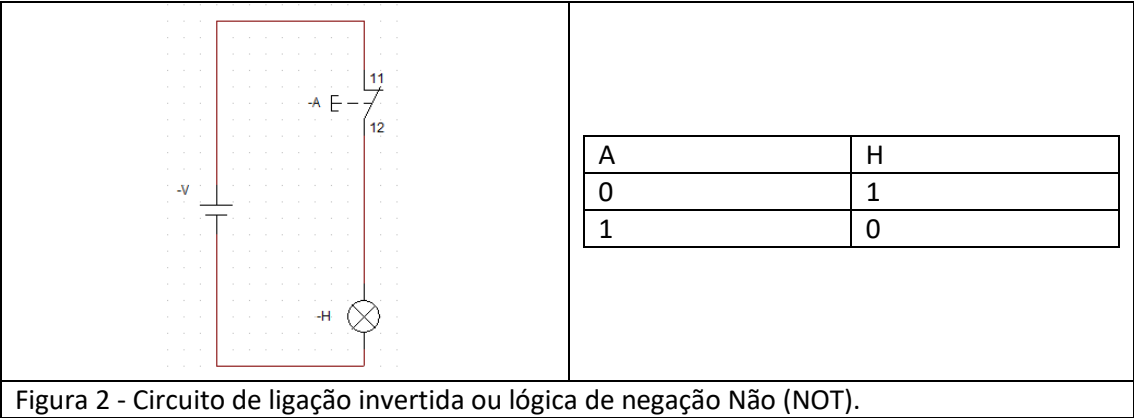 11
-A
12
-V
-H
A H
0 1
1 0
Figura 2 - Circuito de ligação invertida ou lógica de negação Não (NOT).